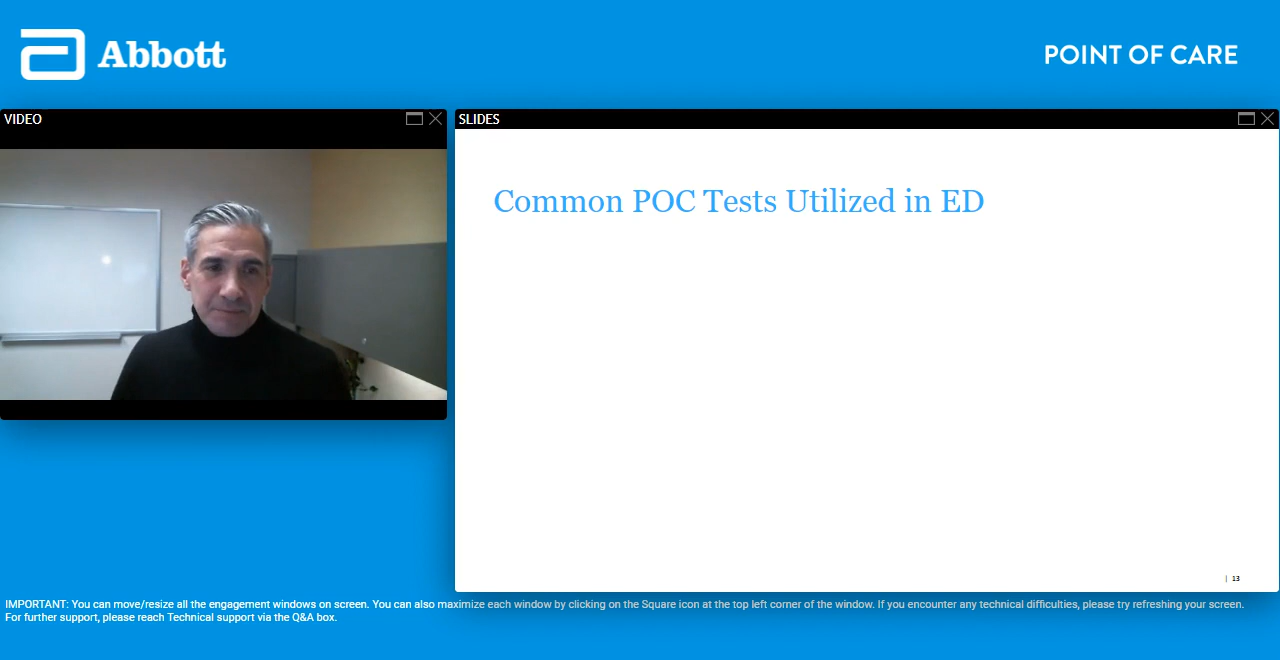 Abbott
POINT OF CARE
VIDEO
SLIDES
Common POC Tests Utilized in ED
| 13
IMPORTANT: You can move/resize all the engagement windows on screen. You can also maximize each window by clicking on the Square icon at the top left corner of the window. If you encounter any technical difficulties, please try refreshing your screen.
For further support, please reach Technical support via the Q&A box.